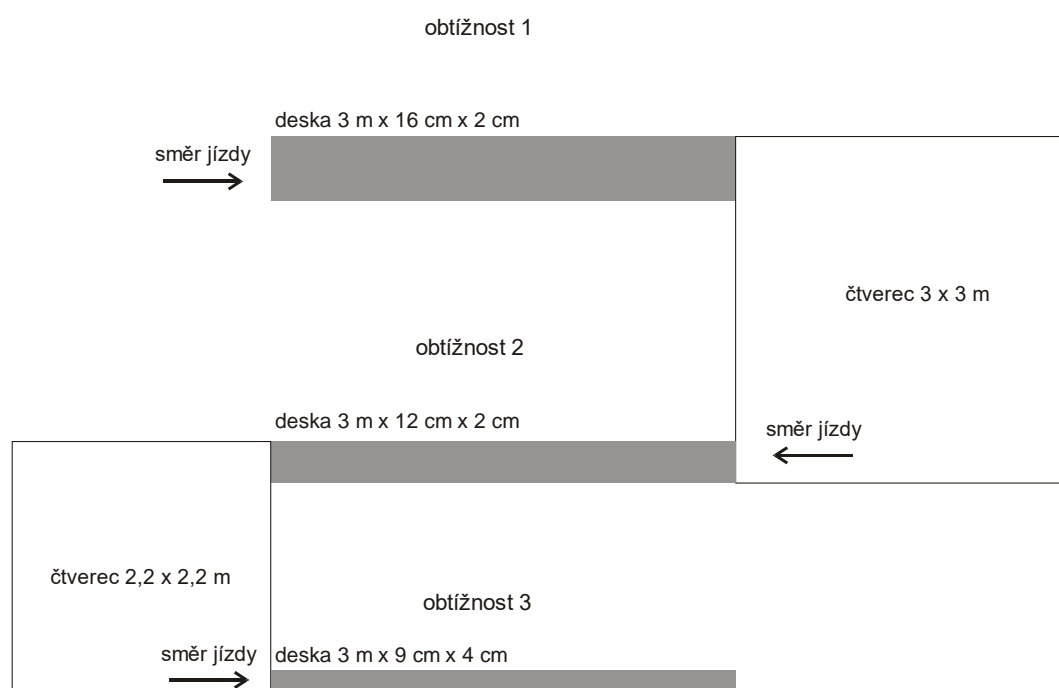 obtížnost 1
deska 3 m x 16 cm x 2 cm
směr jízdy
čtverec 3 x 3 m
obtížnost 2
deska 3 m x 12 cm x 2 cm
směr jízdy
čtverec 2,2 x 2,2 m
obtížnost 3
směr jízdy
deska 3 m x 9 cm x 4 cm